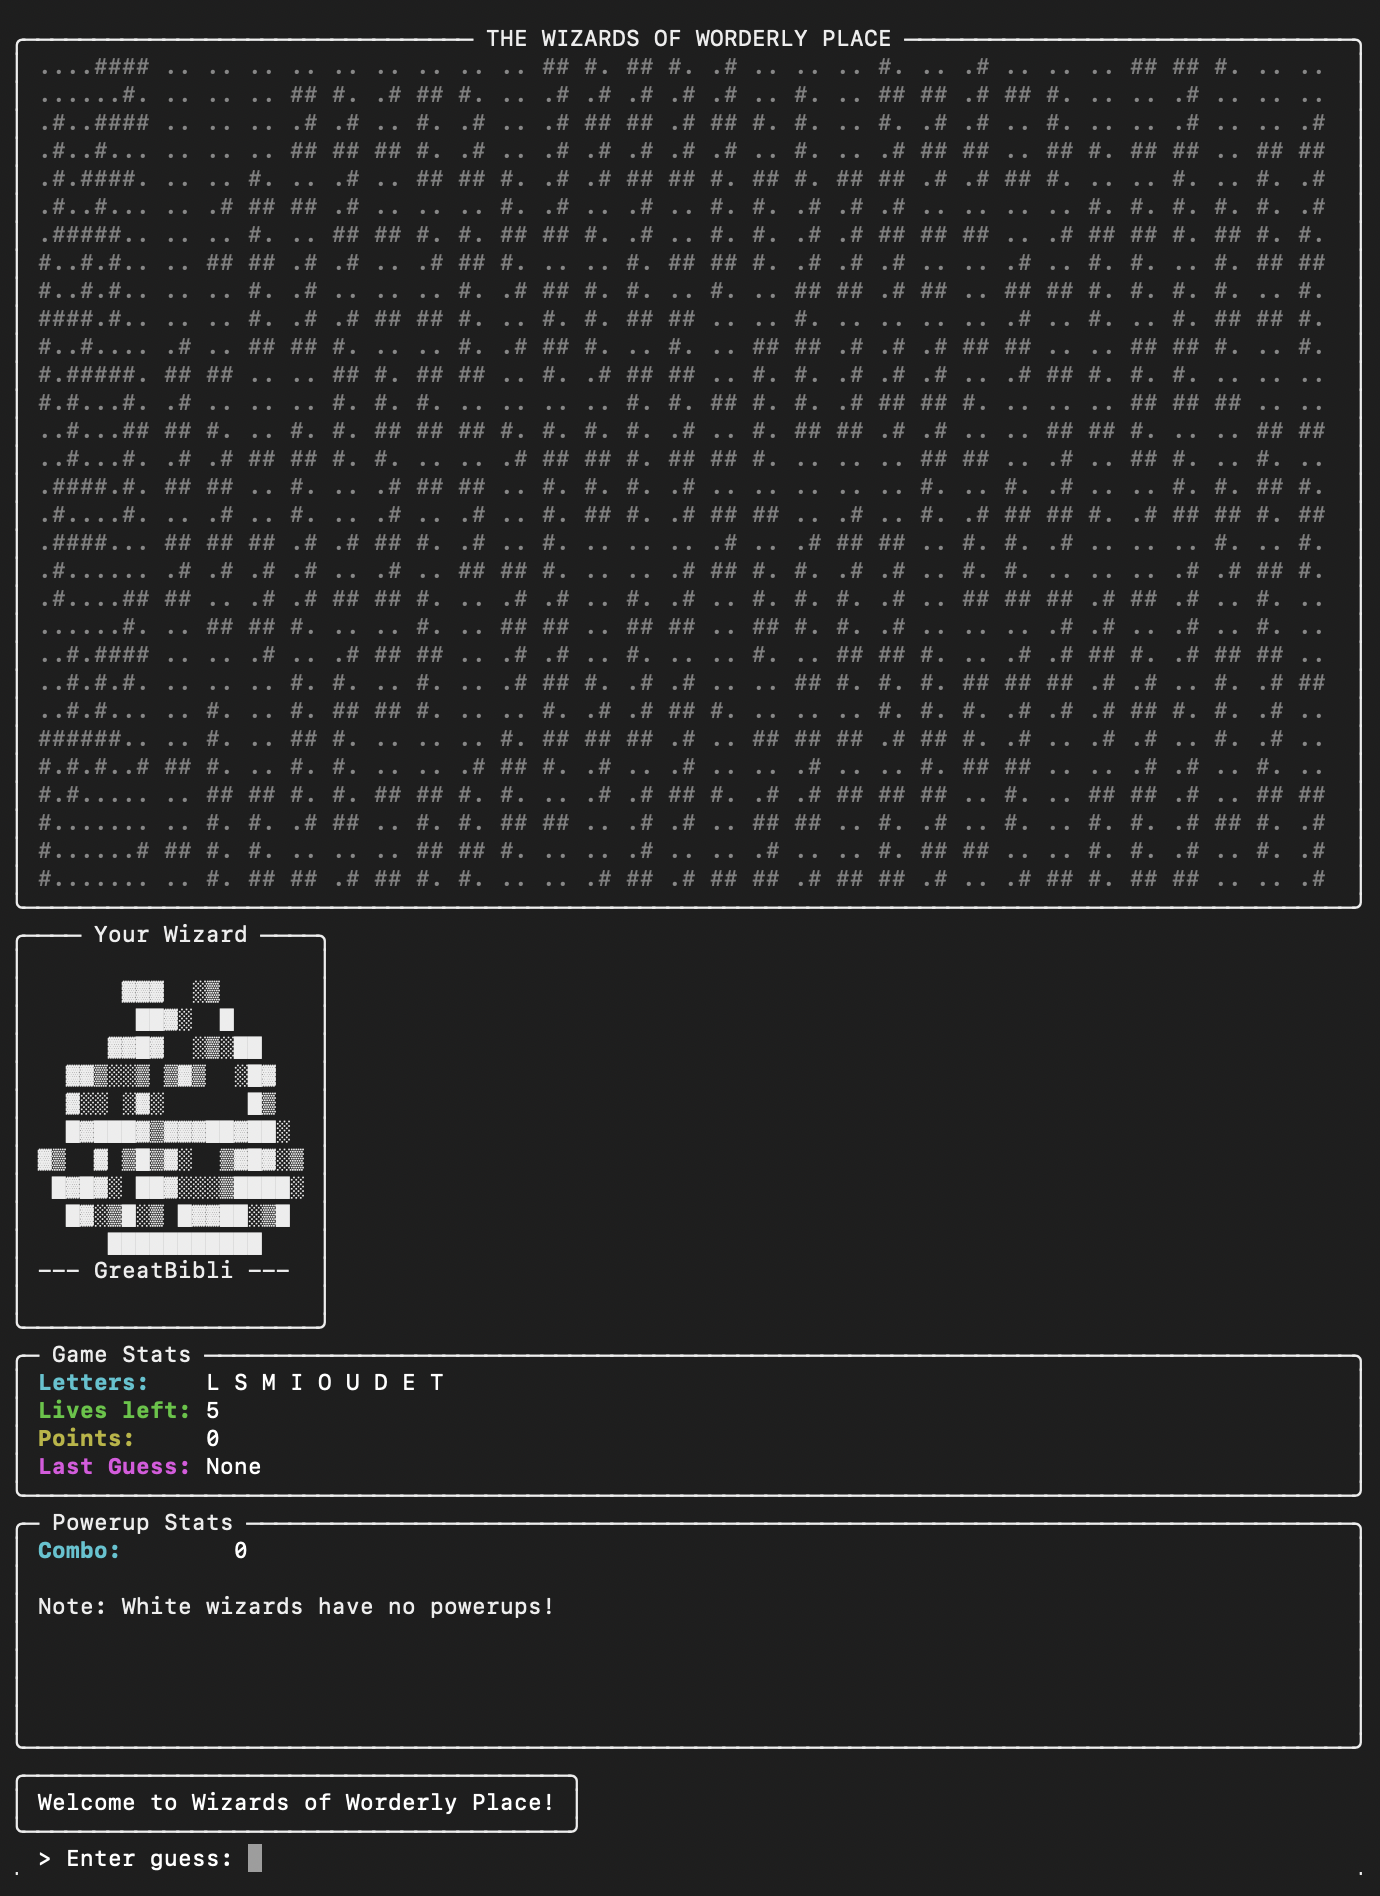 THE WIZARDS OF WORDERLY PLACE
Your Wizard
--- GreatBibli ---
Game Stats
Letters: L S M I O U D E T
Lives left: 5
Points: 0
Last Guess: None
Powerup Stats
Combo: 0
Note: White wizards have no powerups!
Welcome to Wizards of Worderly Place!
> Enter guess: